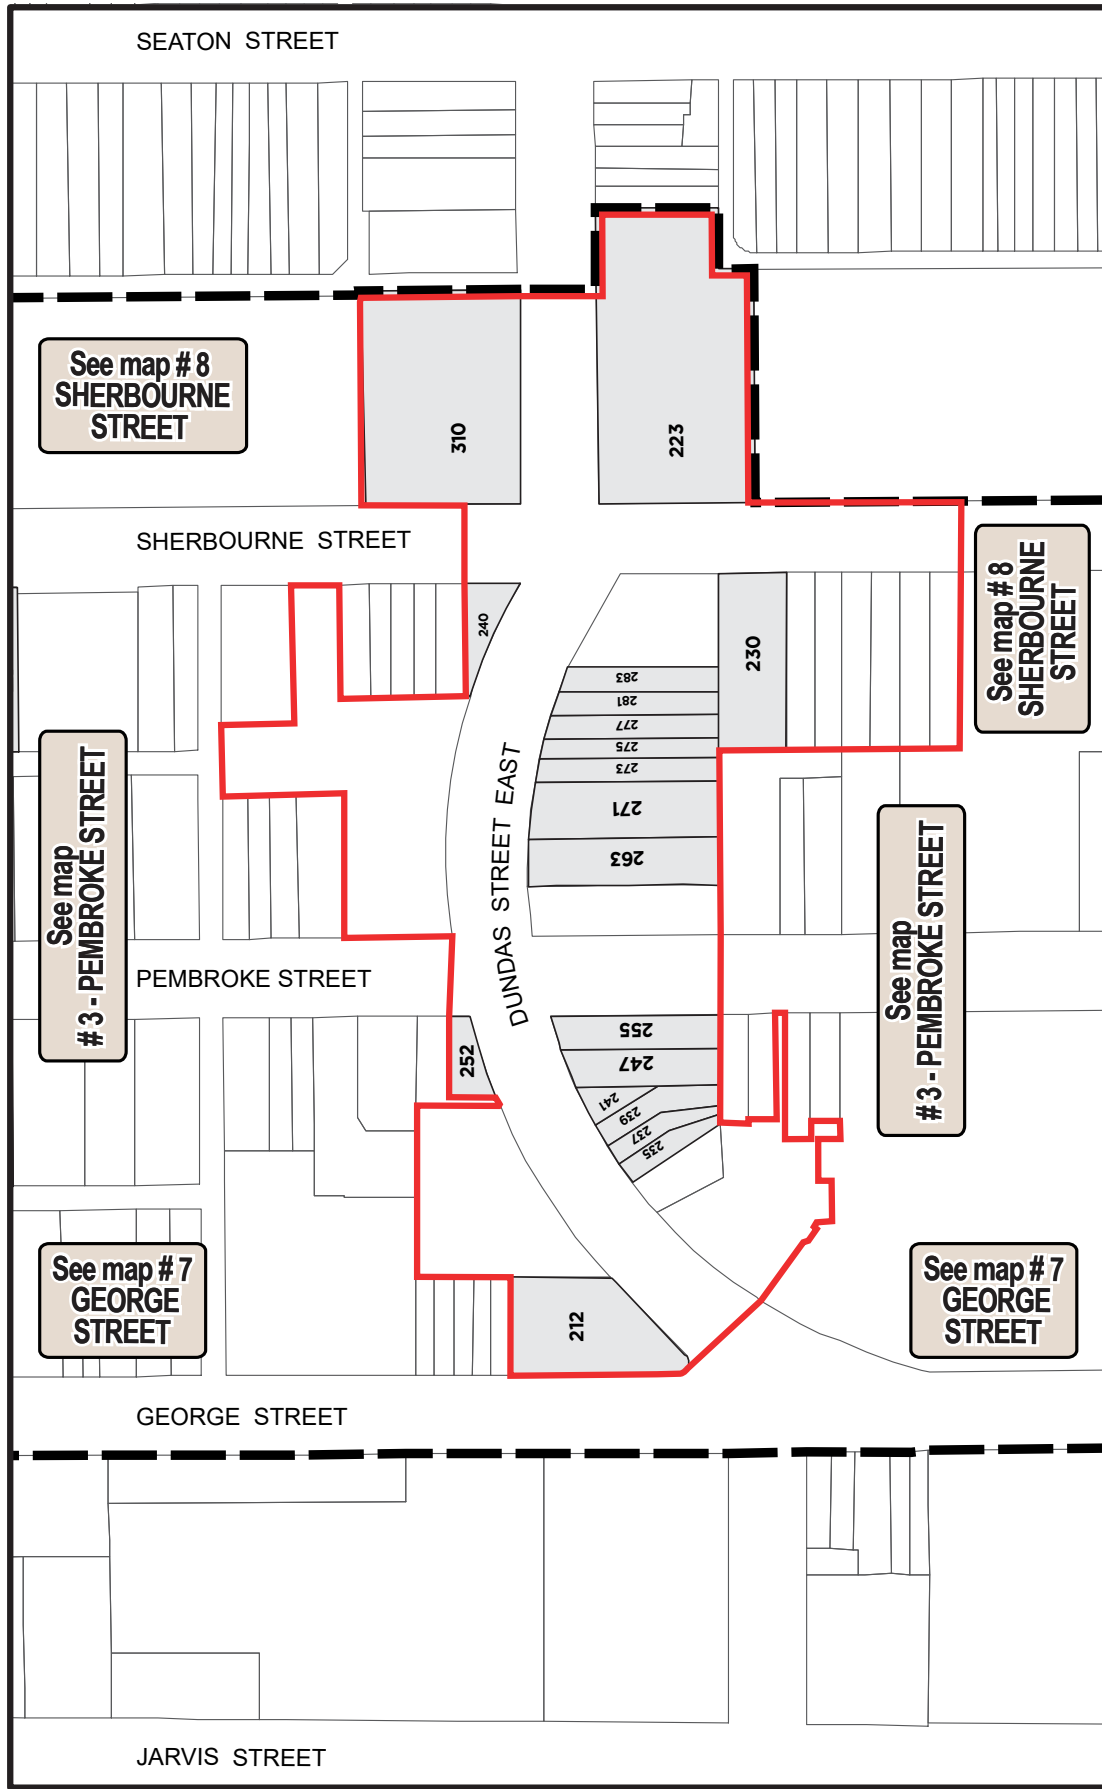 SEATON STREET
See map # 8
SHERBOURNE
STREET
310
223
SHERBOURNE STREET
See map # 8
SHERBOURNE
STREET
240
230
283
281
277
275
273
271
263
DUNDAS STREET EAST
See map
# 3 - PEMBROKE STREET
See map
# 3 - PEMBROKE STREET
PEMBROKE STREET
252
255
247
241
239
237
235
See map # 7
GEORGE
STREET
See map # 7
GEORGE
STREET
212
GEORGE STREET
JARVIS STREET